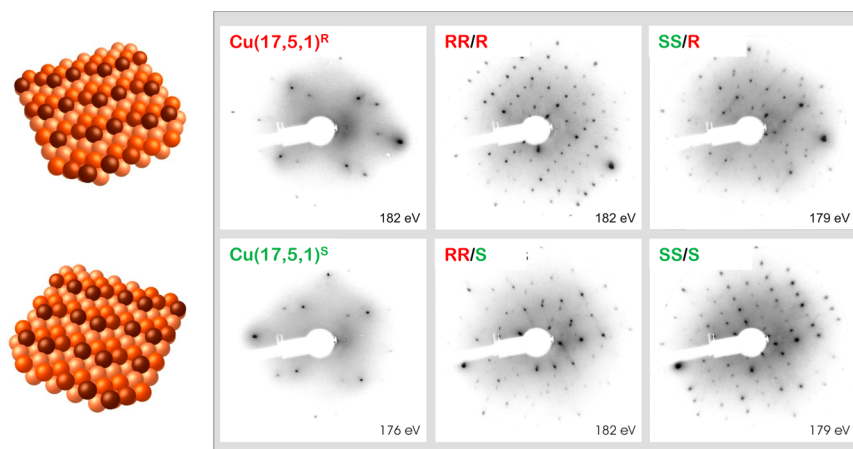 Cu(17,5,1)ᴿ RR/R SS/R
182 eV 182 eV 179 eV
Cu(17,5,1)ˢ RR/S SS/S
176 eV 182 eV 179 eV